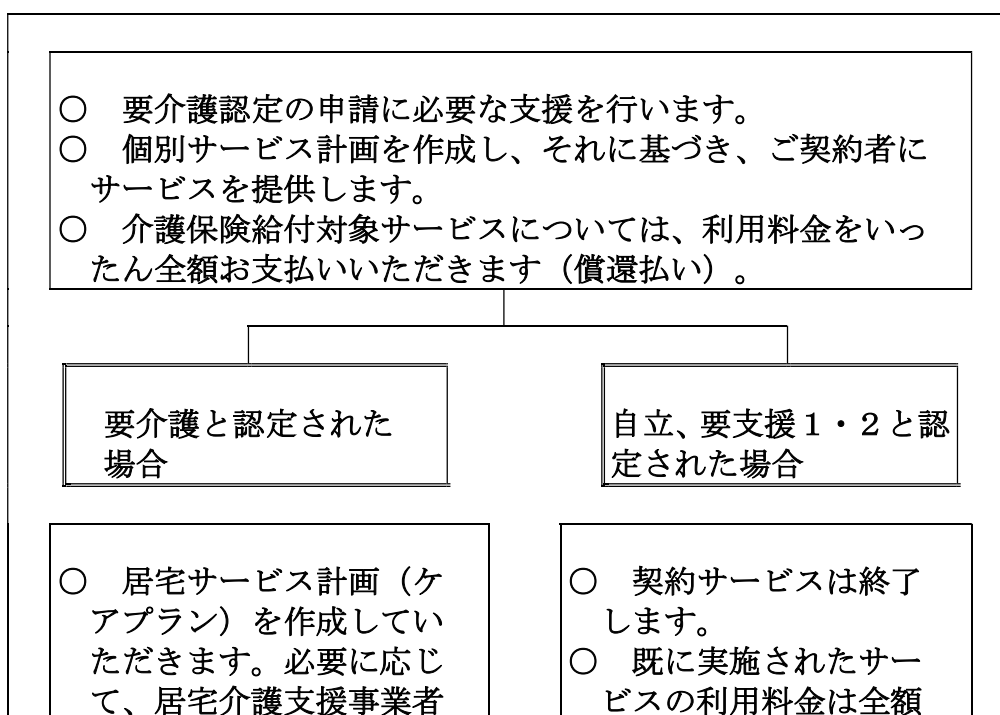 ○　要介護認定の申請に必要な支援を行います。
○　個別サービス計画を作成し、それに基づき、ご契約者に
サービスを提供します。
○　介護保険給付対象サービスについては、利用料金をいっ
たん全額お支払いいただきます（償還払い）。
要介護と認定された
場合
自立、要支援１・２と認
定された場合
○　居宅サービス計画（ケ
アプラン）を作成してい
ただきます。必要に応じ
て、居宅介護支援事業者
○　契約サービスは終了
します。
○　既に実施されたサー
ビスの利用料金は全額